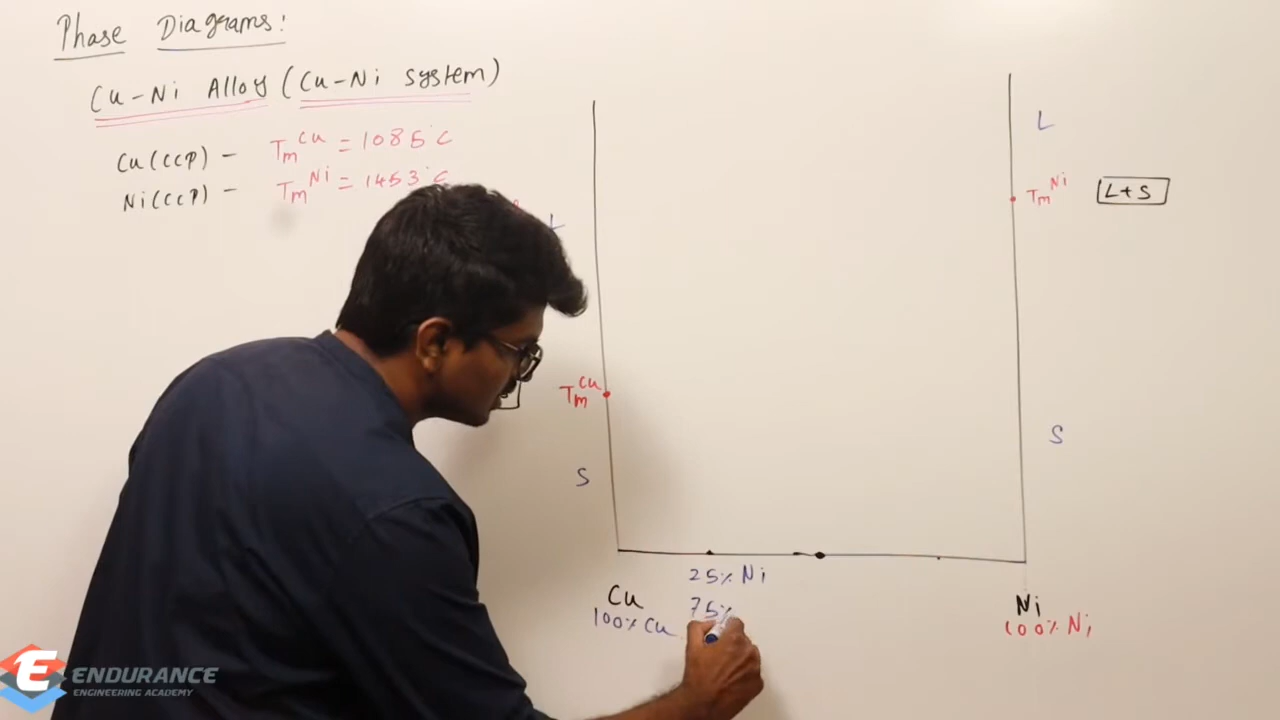 Phase Diagrams:
Cu-Ni Alloy (Cu-Ni system)
Cu(CCP) - Tm^Cu = 1085°C
Ni(CCP) - Tm^Ni = 1453°C
L
L
Tm^Ni
L+S
Tm^Cu
S
S
25% Ni
75%
Cu
100% Cu
Ni
100% Ni
E ENDURANCE
ENGINEERING ACADEMY